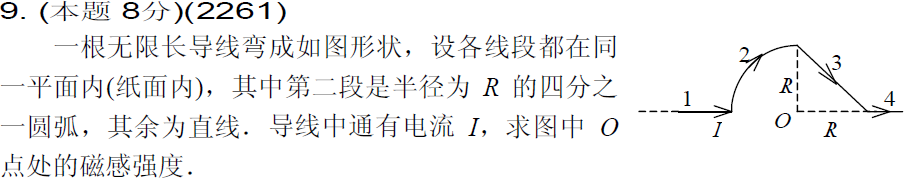 9. (本题 8分)(2261)
一根无限长导线弯成如图形状，设各线段都在同
一平面内(纸面内)，其中第二段是半径为 R 的四分之
一圆弧，其余为直线．导线中通有电流 I，求图中 O
点处的磁感强度．
2
3
R
1
4
I
O
R